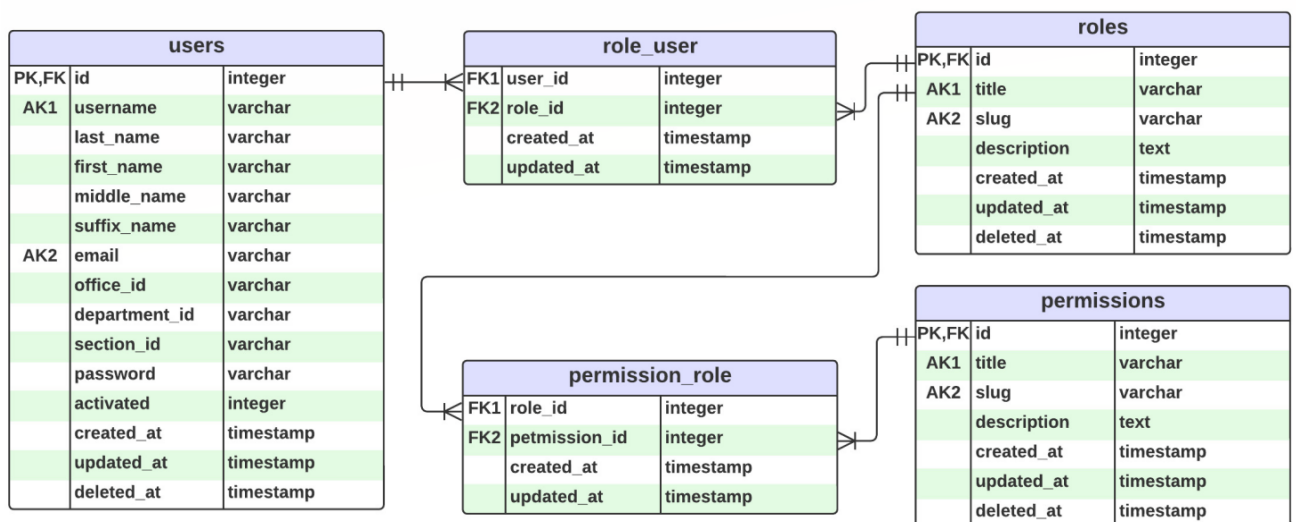 users
PK,FK id integer
AK1 username varchar
last_name varchar
first_name varchar
middle_name varchar
suffix_name varchar
AK2 email varchar
office_id varchar
department_id varchar
section_id varchar
password varchar
activated integer
created_at timestamp
updated_at timestamp
deleted_at timestamp
role_user
FK1 user_id integer
FK2 role_id integer
created_at timestamp
updated_at timestamp
roles
PK,FK id integer
AK1 title varchar
AK2 slug varchar
description text
created_at timestamp
updated_at timestamp
deleted_at timestamp
permission_role
FK1 role_id integer
FK2 petmission_id integer
created_at timestamp
updated_at timestamp
permissions
PK,FK id integer
AK1 title varchar
AK2 slug varchar
description text
created_at timestamp
updated_at timestamp
deleted_at timestamp